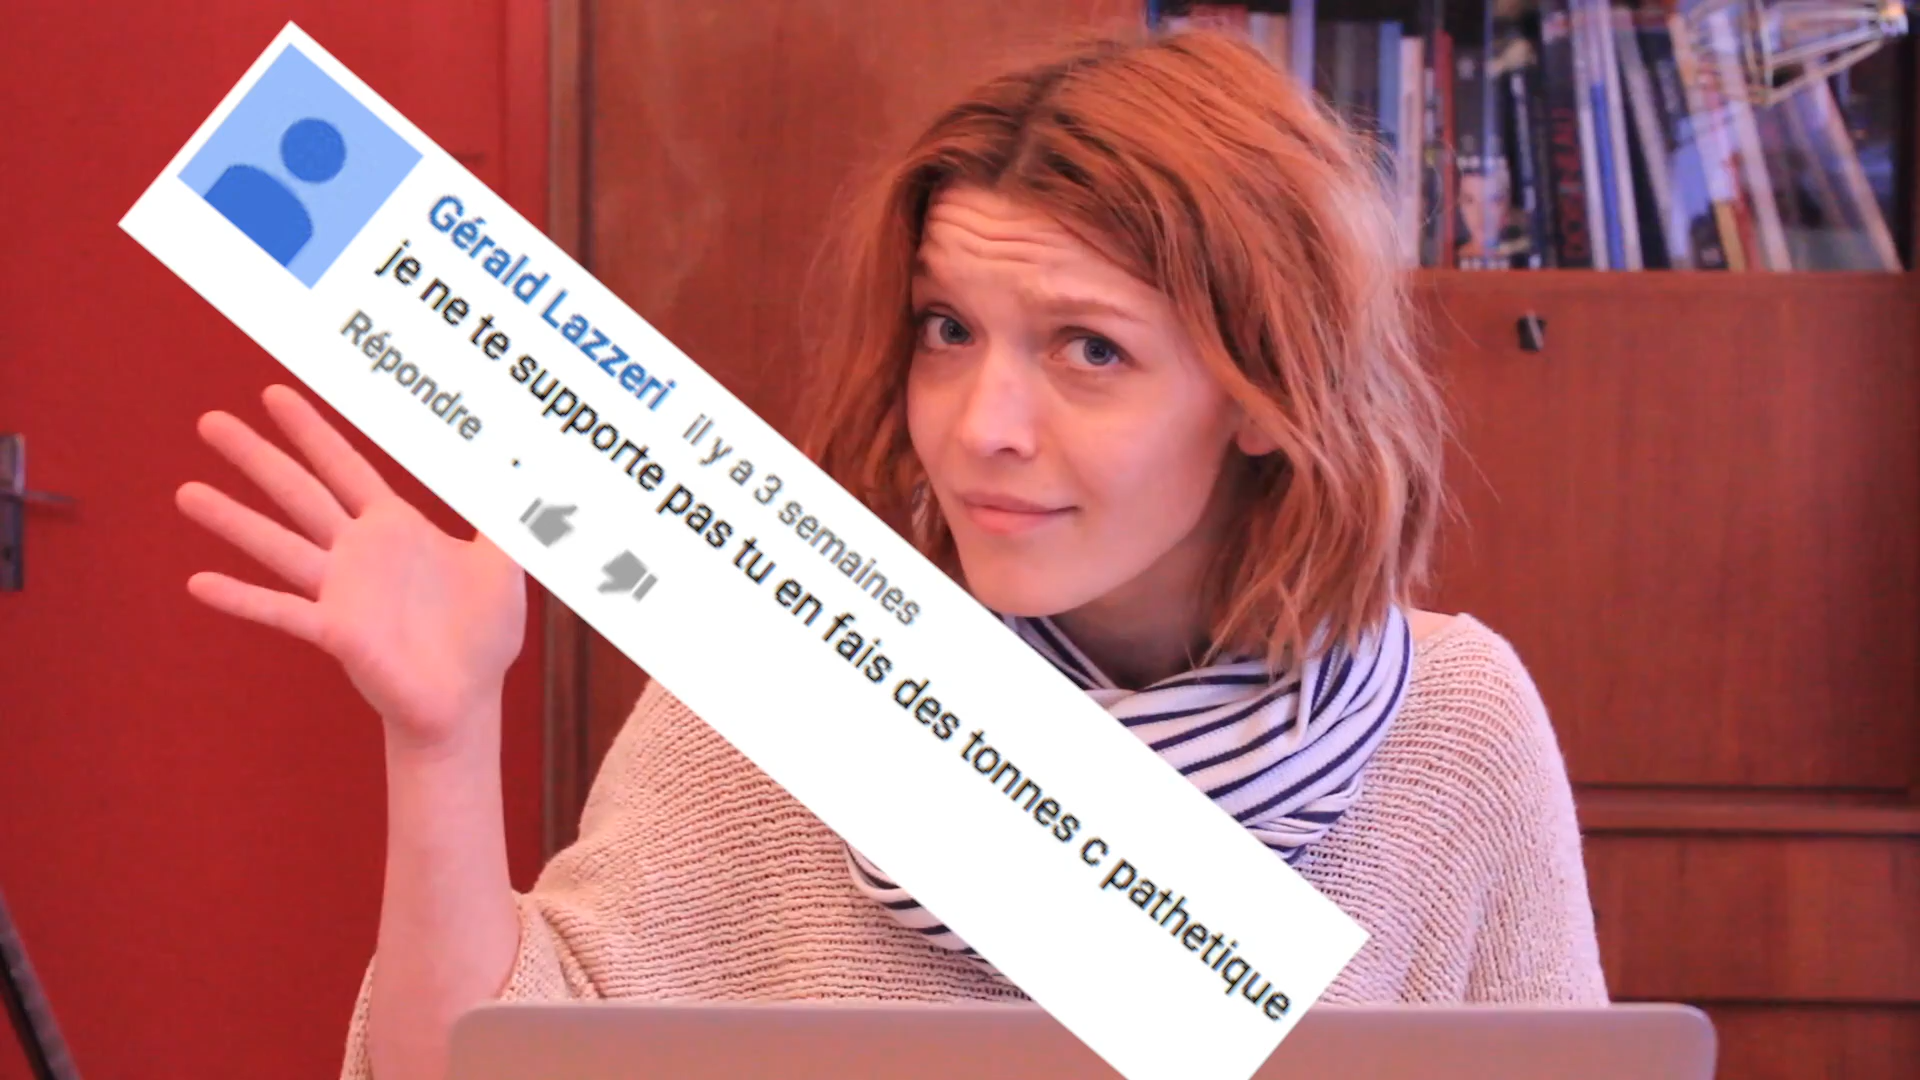 Gérald Lazzeri il y a 3 semaines
je ne te supporte pas tu en fais des tonnes c pathetique
Répondre ·